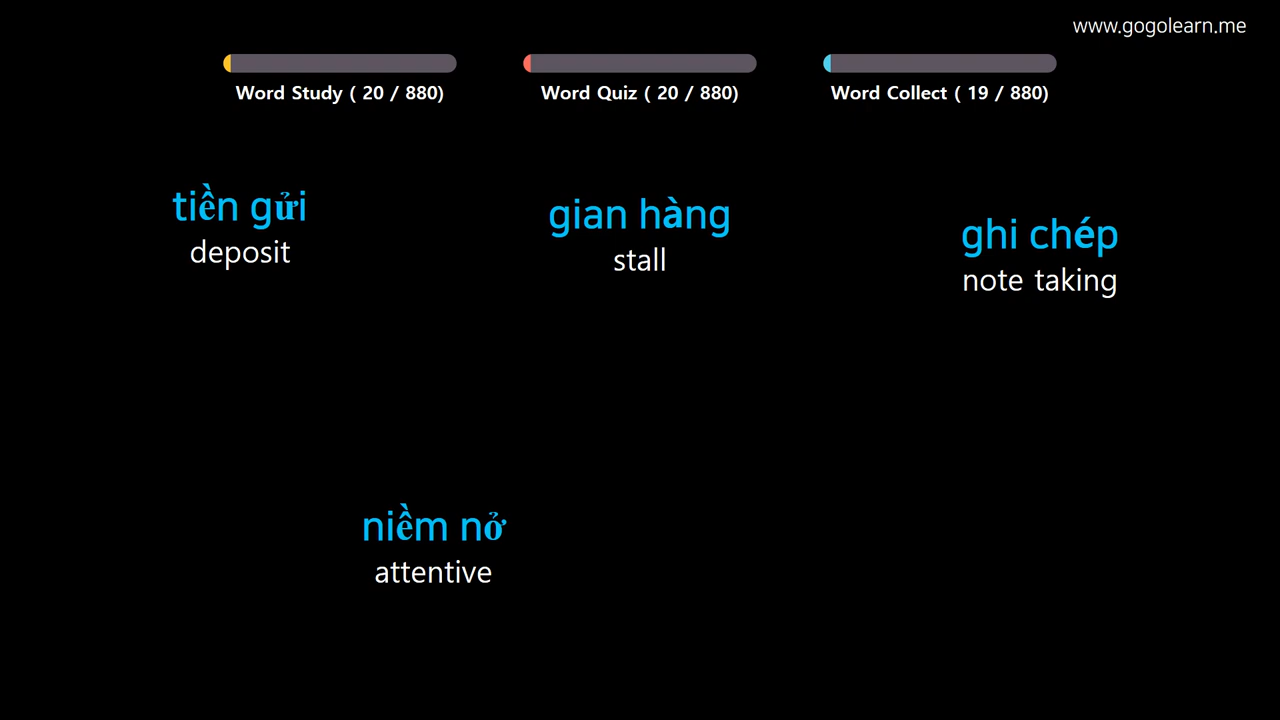 www.gogolearn.me
Word Study ( 20 / 880)
Word Quiz ( 20 / 880)
Word Collect ( 19 / 880)
tiền gửi
deposit
gian hàng
stall
ghi chép
note taking
niềm nở
attentive